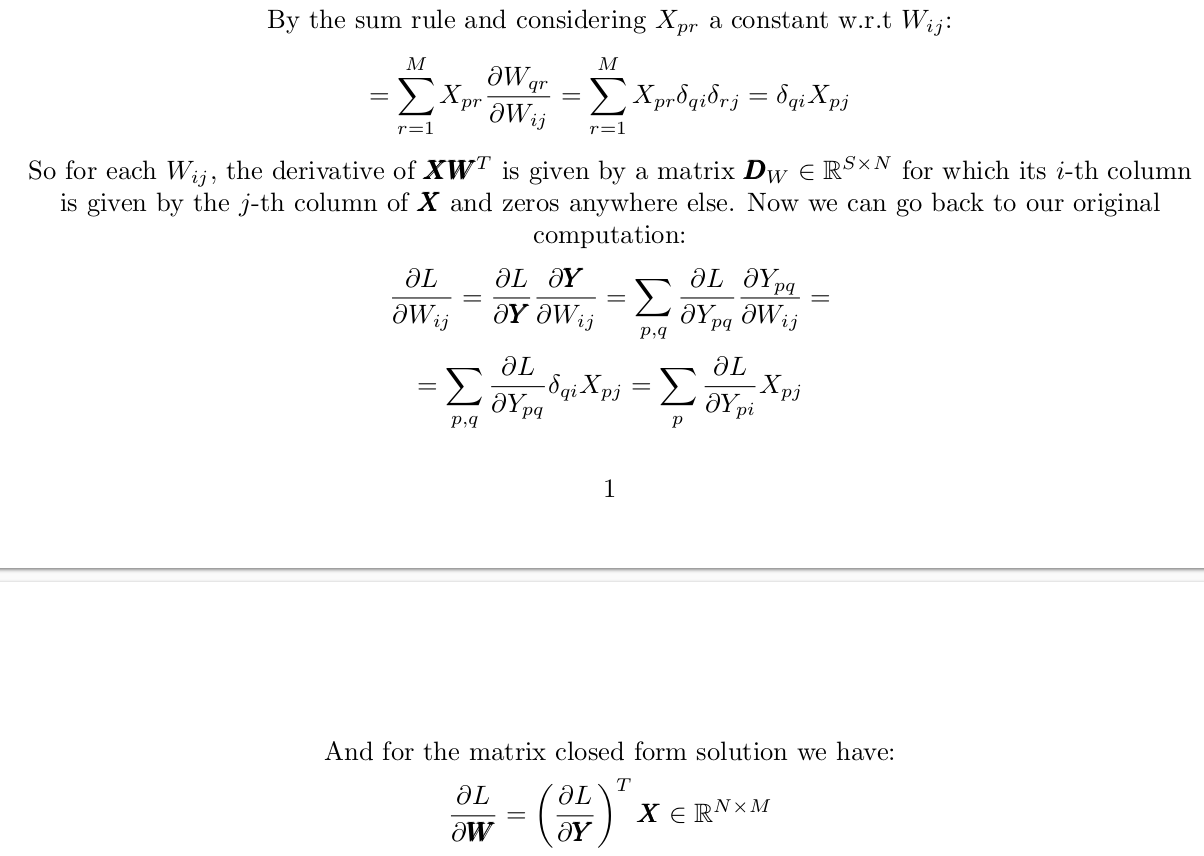 By the sum rule and considering $X_{pr}$ a constant w.r.t $W_{ij}$:
$= \sum_{r=1}^{M} X_{pr} \frac{\partial W_{qr}}{\partial W_{ij}} = \sum_{r=1}^{M} X_{pr} \delta_{qi} \delta_{rj} = \delta_{qi} X_{pj}$
So for each $W_{ij}$, the derivative of $\boldsymbol{XW}^T$ is given by a matrix $\boldsymbol{D}_W \in \mathbb{R}^{S \times N}$ for which its $i$-th column
is given by the $j$-th column of $\boldsymbol{X}$ and zeros anywhere else. Now we can go back to our original
computation:
$\frac{\partial L}{\partial W_{ij}} = \frac{\partial L}{\partial \boldsymbol{Y}} \frac{\partial \boldsymbol{Y}}{\partial W_{ij}} = \sum_{p,q} \frac{\partial L}{\partial Y_{pq}} \frac{\partial Y_{pq}}{\partial W_{ij}} =$
$= \sum_{p,q} \frac{\partial L}{\partial Y_{pq}} \delta_{qi} X_{pj} = \sum_{p} \frac{\partial L}{\partial Y_{pi}} X_{pj}$
1
And for the matrix closed form solution we have:
$\frac{\partial L}{\partial \boldsymbol{W}} = \left( \frac{\partial L}{\partial \boldsymbol{Y}} \right)^T \boldsymbol{X} \in \mathbb{R}^{N \times M}$